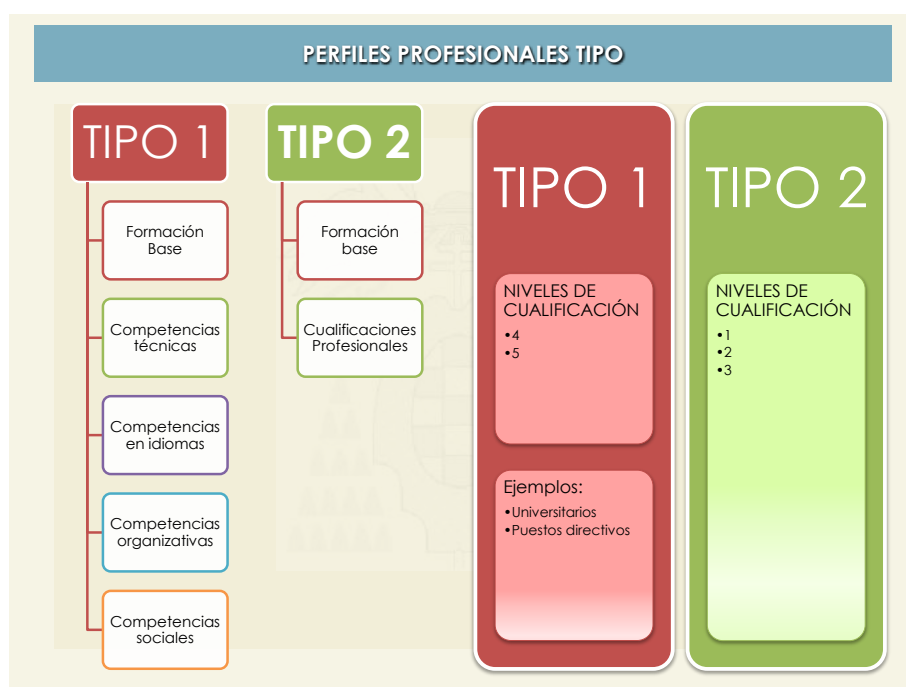 PERFILES PROFESIONALES TIPO
TIPO 1
Formación
Base
Competencias
técnicas
Competencias
en idiomas
Competencias
organizativas
Competencias
sociales
TIPO 2
Formación
base
Cualificaciones
Profesionales
TIPO 1
NIVELES DE
CUALIFICACIÓN
•4
•5
Ejemplos:
•Universitarios
•Puestos directivos
TIPO 2
NIVELES DE
CUALIFICACIÓN
•1
•2
•3